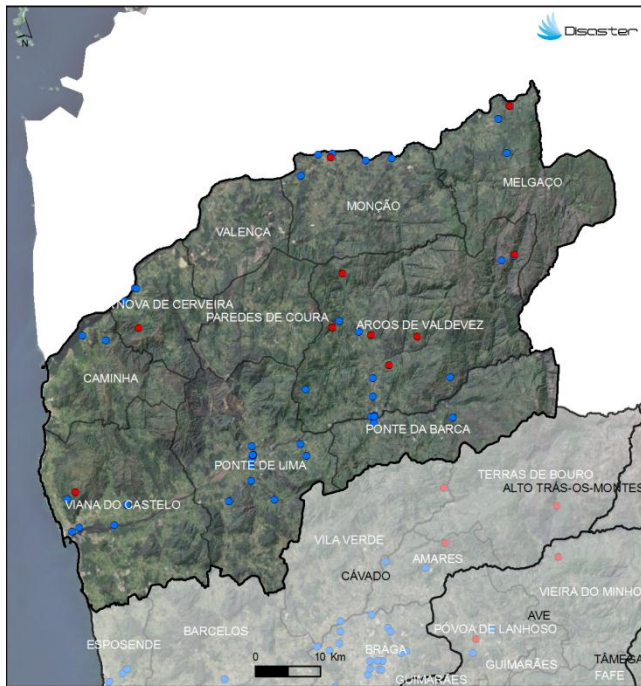 Disaster
N
MELGAÇO
MONÇÃO
VALENÇA
NOVA DE CERVEIRA
PAREDES DE COURA
ARCOS DE VALDEVEZ
CAMINHA
PONTE DA BARCA
PONTE DE LIMA
TERRAS DE BOURO
ALTO TRÁS-OS-MONTES
VIANA DO CASTELO
VILA VERDE
AMARES
CÁVADO
VIEIRA DO MINHO
AVE
BARCELOS
PÓVOA DE LANHOSO
ESPOSENDE
BRAGA
GUIMARÃES
TÂMEGA
0 10 Km
GUIMARÃES
FAFE